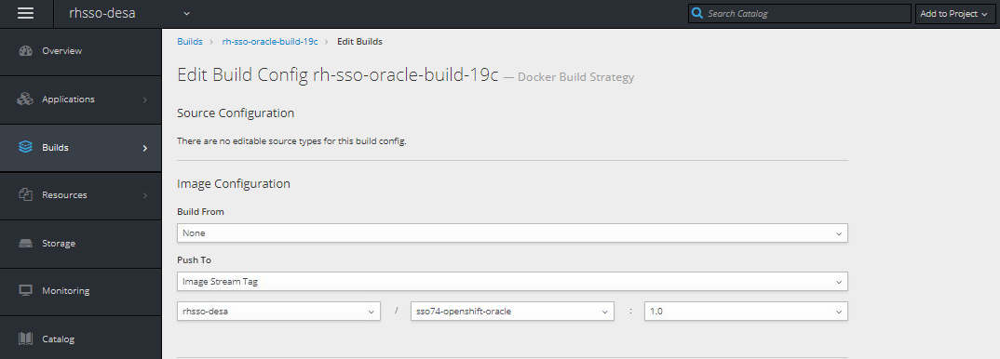 rhsso-desa
Search Catalog
Add to Project
Overview
Applications
Builds
Resources
Storage
Monitoring
Catalog
Builds > rh-sso-oracle-build-19c > Edit Builds
Edit Build Config rh-sso-oracle-build-19c — Docker Build Strategy
Source Configuration
There are no editable source types for this build config.
Image Configuration
Build From
None
Push To
Image Stream Tag
rhsso-desa / sso74-openshift-oracle : 1.0